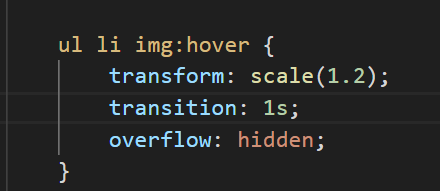 ul li img:hover {
    transform: scale(1.2);
    transition: 1s;
    overflow: hidden;
}